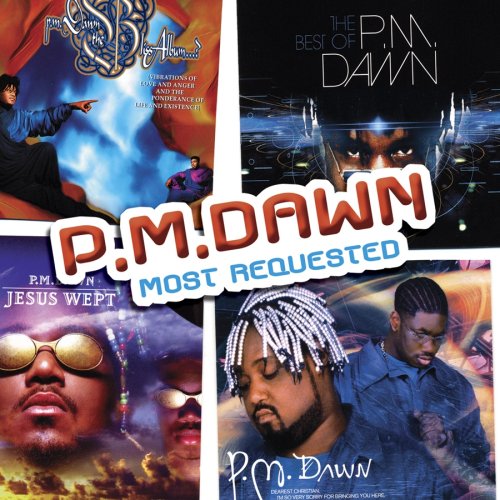 p.m. Dawn the
Bliss Album.....?
VIBRATIONS OF
LOVE AND ANGER
AND THE
PONDERANCE OF
LIFE AND EXISTENCE
THE
BEST OF P.M.
DAWN
P.M. DAWN
MOST REQUESTED
P.M. DAWN
JESUS WEPT
P.M. DAWN
DEAREST CHRISTIAN,
I'M SO VERY SORRY FOR BRINGING YOU HERE.